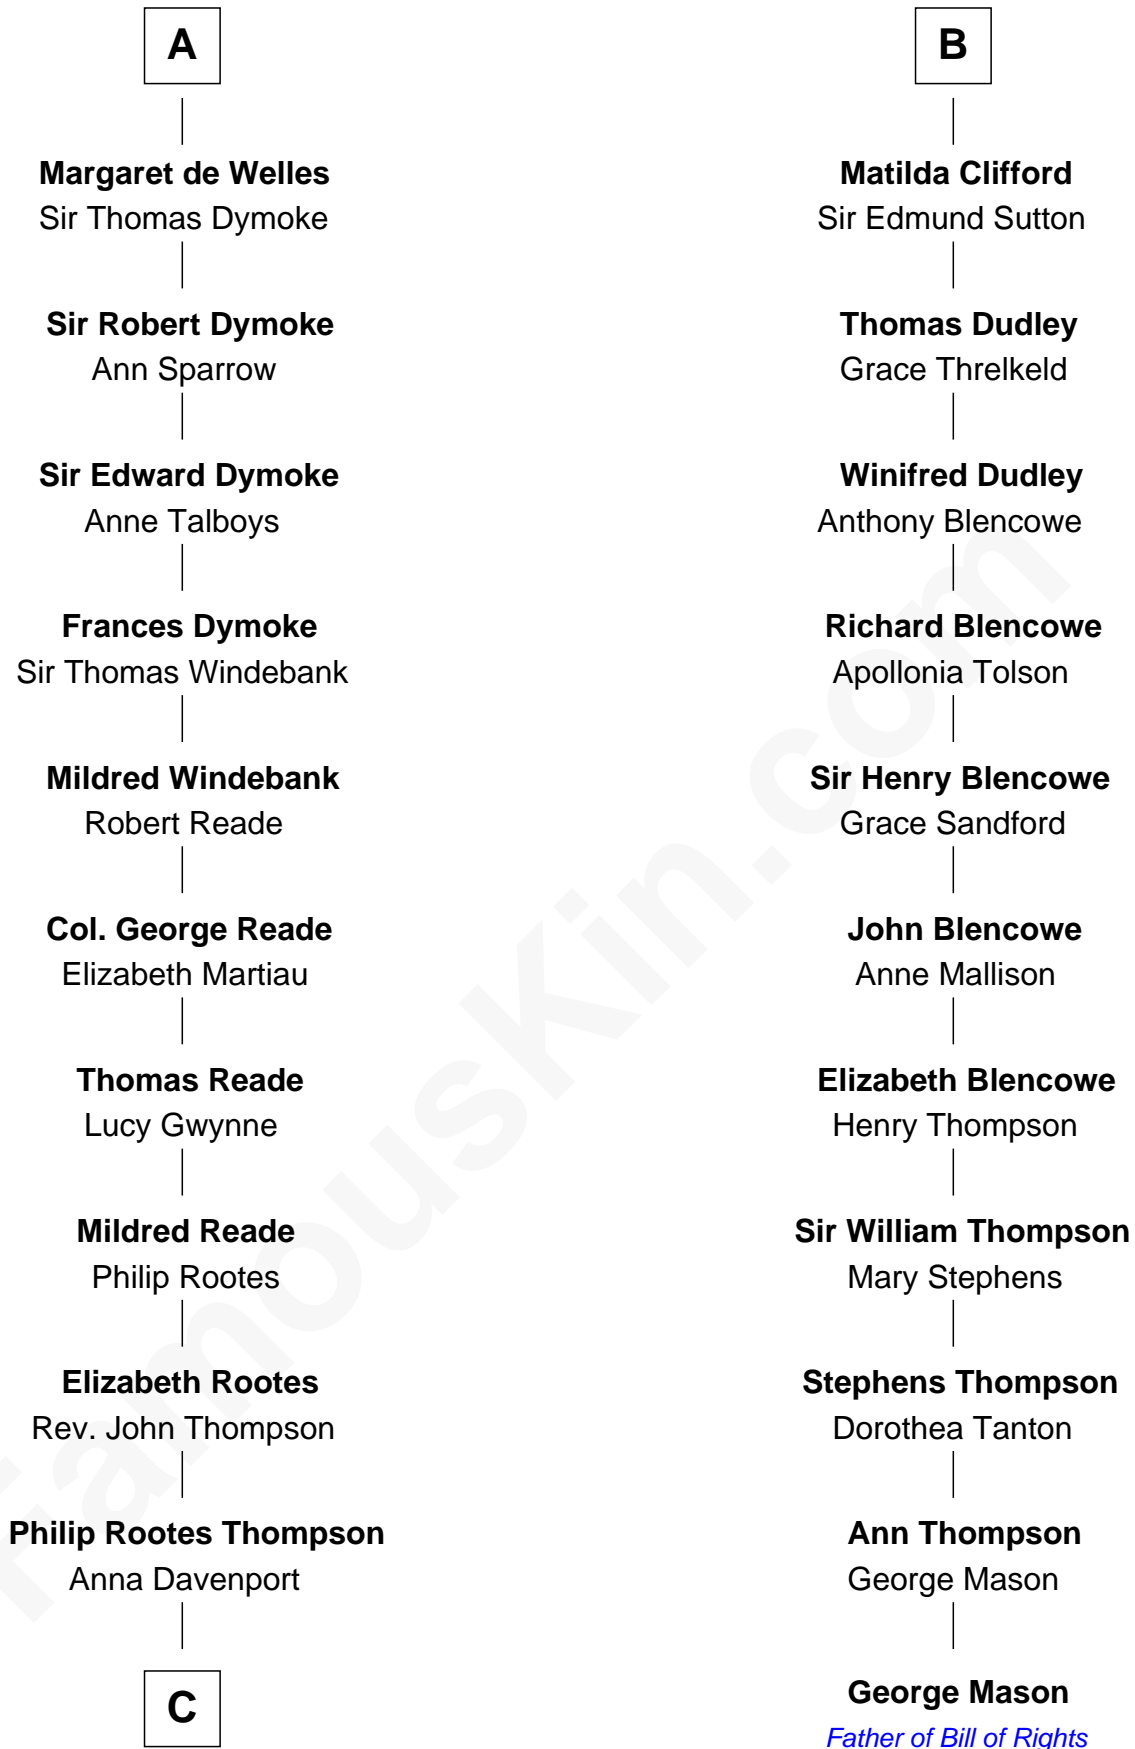 A
Margaret de Welles
Sir Thomas Dymoke
Sir Robert Dymoke
Ann Sparrow
Sir Edward Dymoke
Anne Talboys
Frances Dymoke
Sir Thomas Windebank
Mildred Windebank
Robert Reade
Col. George Reade
Elizabeth Martiau
Thomas Reade
Lucy Gwynne
Mildred Reade
Philip Rootes
Elizabeth Rootes
Rev. John Thompson
Philip Rootes Thompson
Anna Davenport
C
B
Matilda Clifford
Sir Edmund Sutton
Thomas Dudley
Grace Threlkeld
Winifred Dudley
Anthony Blencowe
Richard Blencowe
Apollonia Tolson
Sir Henry Blencowe
Grace Sandford
John Blencowe
Anne Mallison
Elizabeth Blencowe
Henry Thompson
Sir William Thompson
Mary Stephens
Stephens Thompson
Dorothea Tanton
Ann Thompson
George Mason
George Mason
Father of Bill of Rights
FamousKin.com